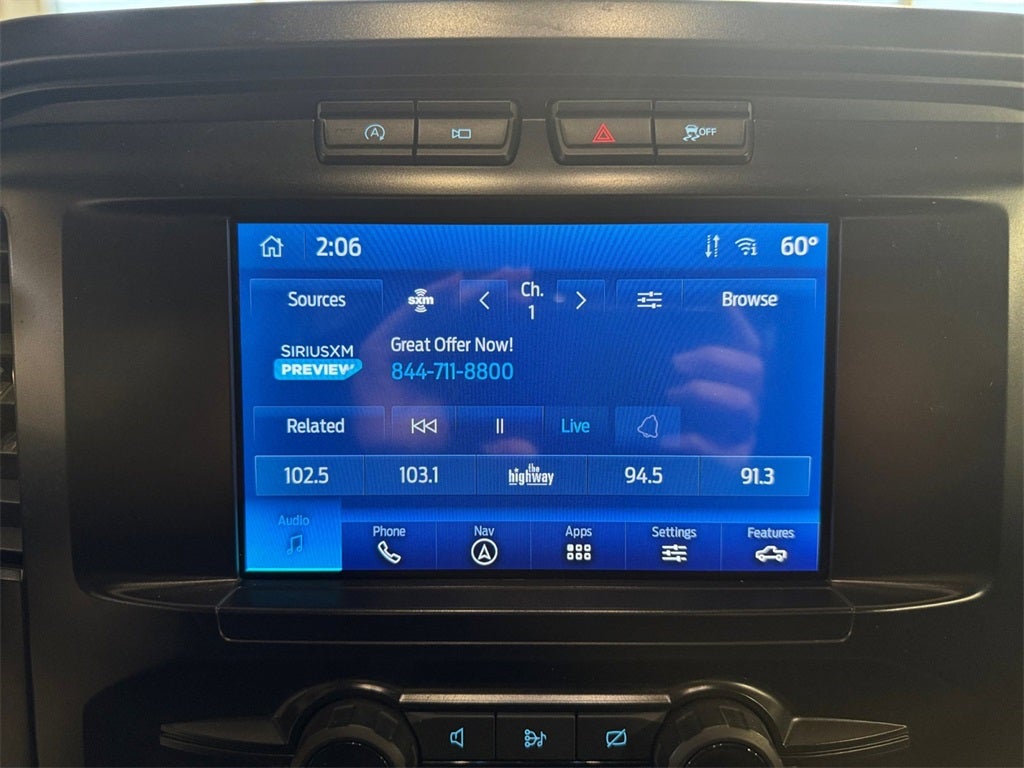 A
OFF
2:06
60°
Sources
sxm
Ch.
1
Browse
SIRIUSXM
PREVIEW
Great Offer Now!
844-711-8800
Related
Live
102.5
103.1
the highway
94.5
91.3
Audio
Phone
Nav
Apps
Settings
Features